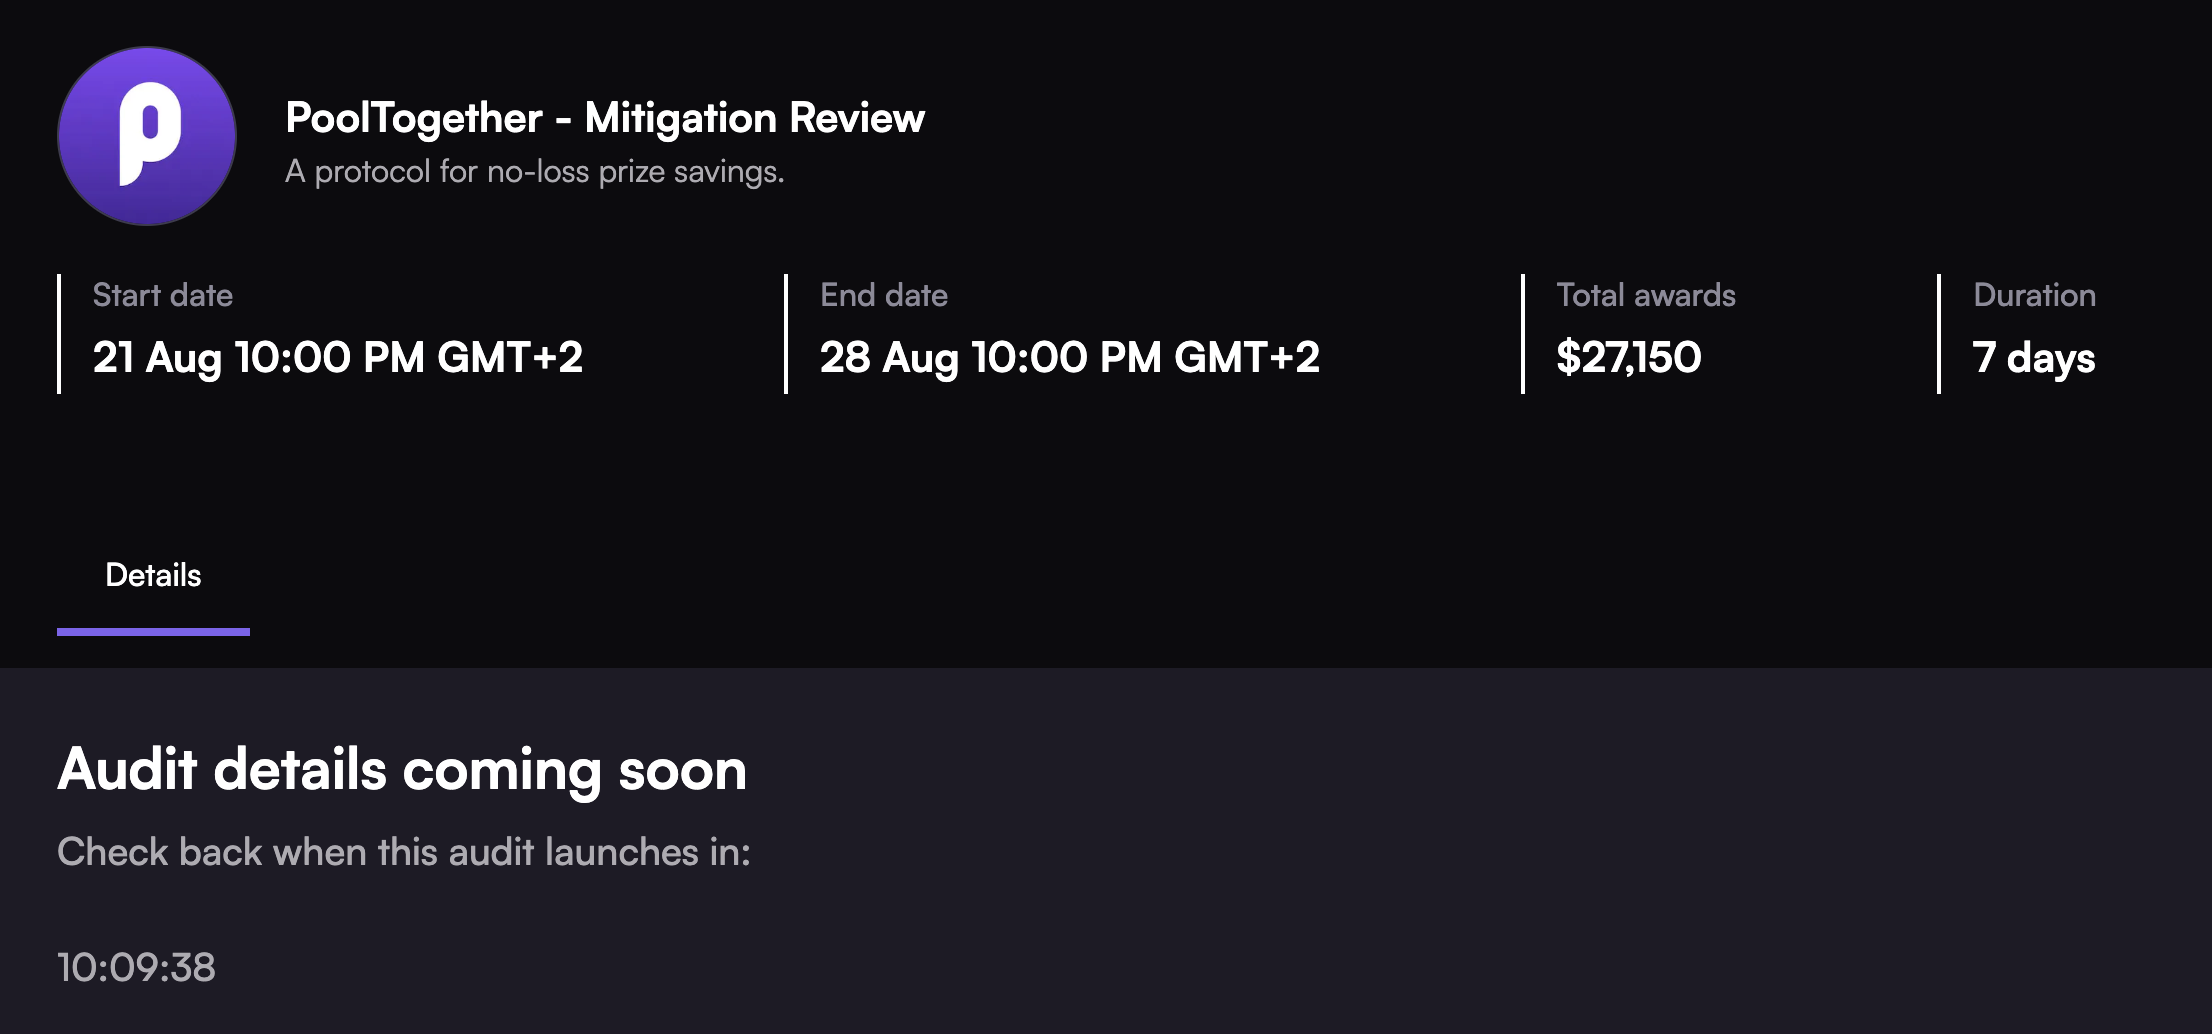 PoolTogether - Mitigation Review
A protocol for no-loss prize savings.
Start date
21 Aug 10:00 PM GMT+2
End date
28 Aug 10:00 PM GMT+2
Total awards
$27,150
Duration
7 days
Details
Audit details coming soon
Check back when this audit launches in:
10:09:38